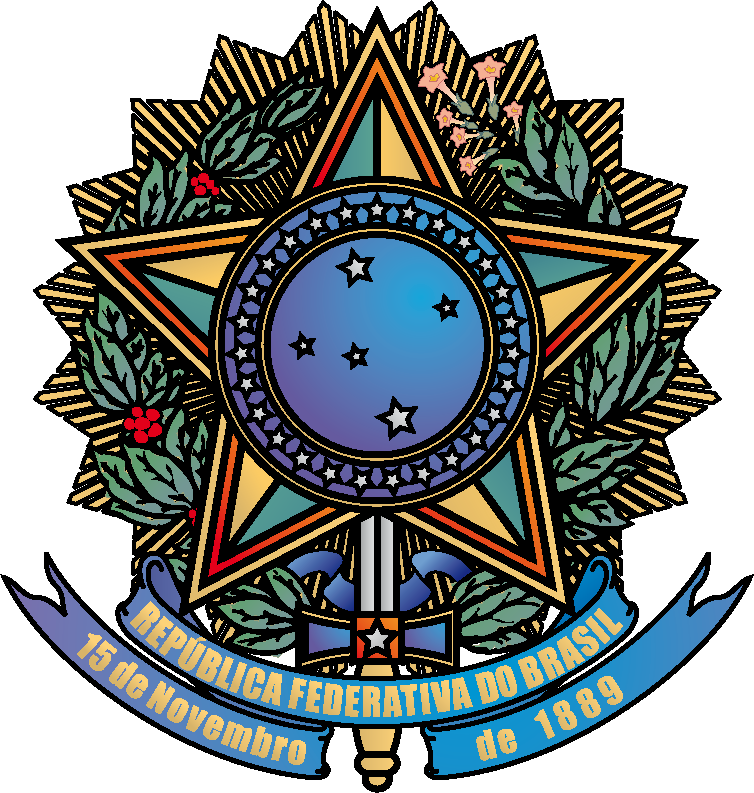 REPÚBLICA FEDERATIVA DO BRASIL
15 de Novembro de 1889